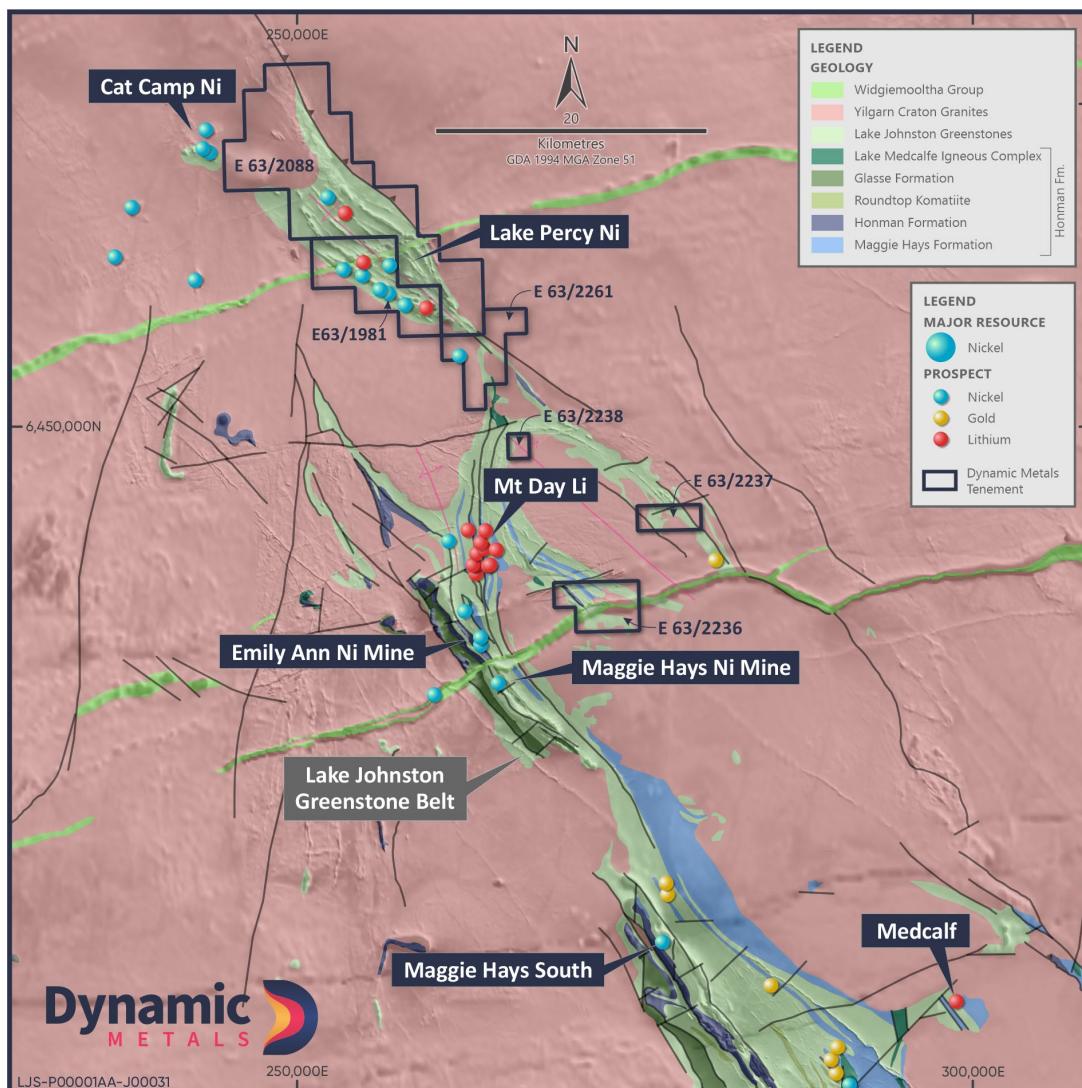 250,000E
N
20
Kilometres
GDA 1994 MGA Zone 51
LEGEND
GEOLOGY
Widgiemooltha Group
Yilgarn Craton Granites
Lake Johnston Greenstones
Lake Medcalfe Igneous Complex
Glasse Formation
Roundtop Komatiite
Honman Formation
Maggie Hays Formation
Honman Fm.
Cat Camp Ni
E 63/2088
Lake Percy Ni
E 63/2261
E63/1981
LEGEND
MAJOR RESOURCE
Nickel
PROSPECT
Nickel
Gold
Lithium
Dynamic Metals
Tenement
6,450,000N
E 63/2238
Mt Day Li
E 63/2237
Emily Ann Ni Mine
E 63/2236
Maggie Hays Ni Mine
Lake Johnston
Greenstone Belt
Medcalf
Maggie Hays South
Dynamic
METALS
LJS-P00001AA-J00031
250,000E
300,000E